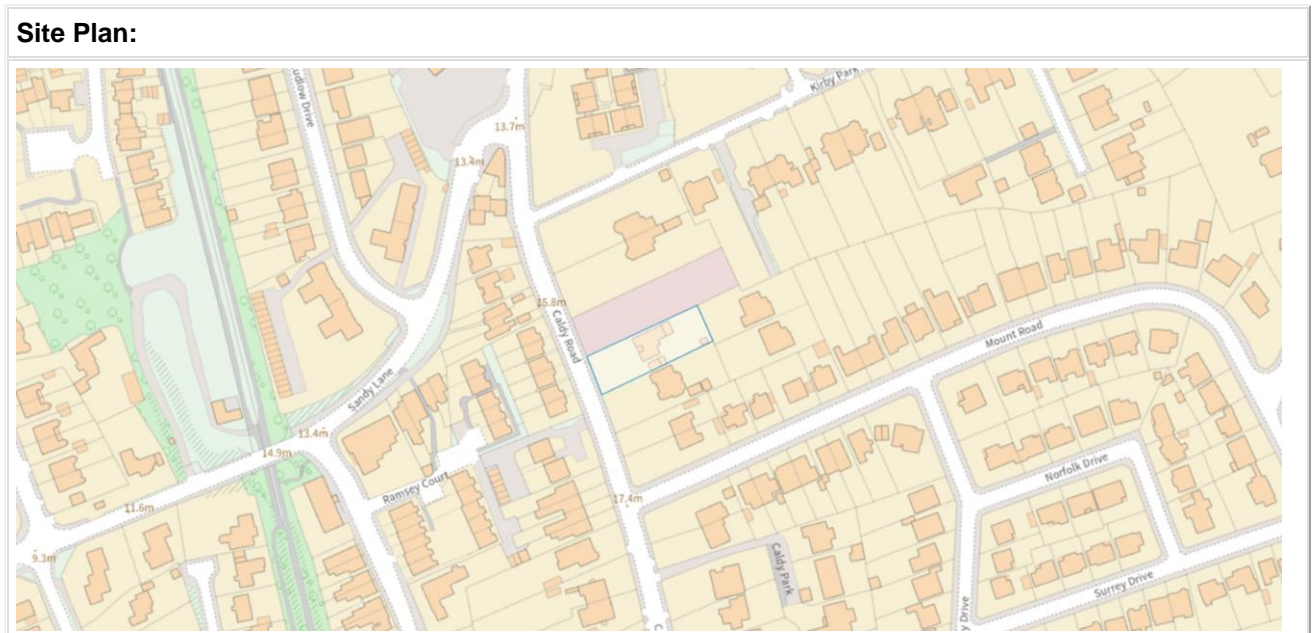 Site Plan:
Kirby Park
Ludlow Drive
13.7m
13.4m
15.8m
Caldy Road
Mount Road
Sandy Lane
13.4m
14.9m
Norfolk Drive
Ramsey Court
17.4m
11.6m
9.3m
Caldy Park
Surrey Drive
y Drive
C